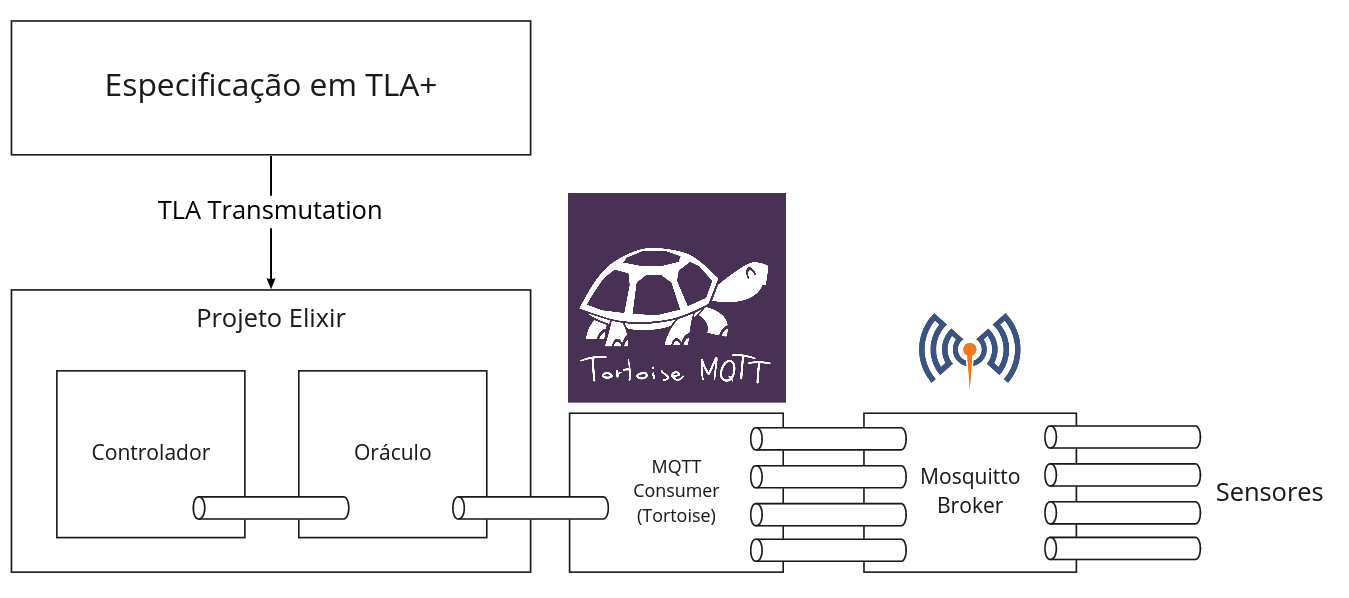 Especificação em TLA+
TLA Transmutation
Projeto Elixir
Controlador
Oráculo
Tortoise MQTT
MQTT
Consumer
(Tortoise)
Mosquitto
Broker
Sensores